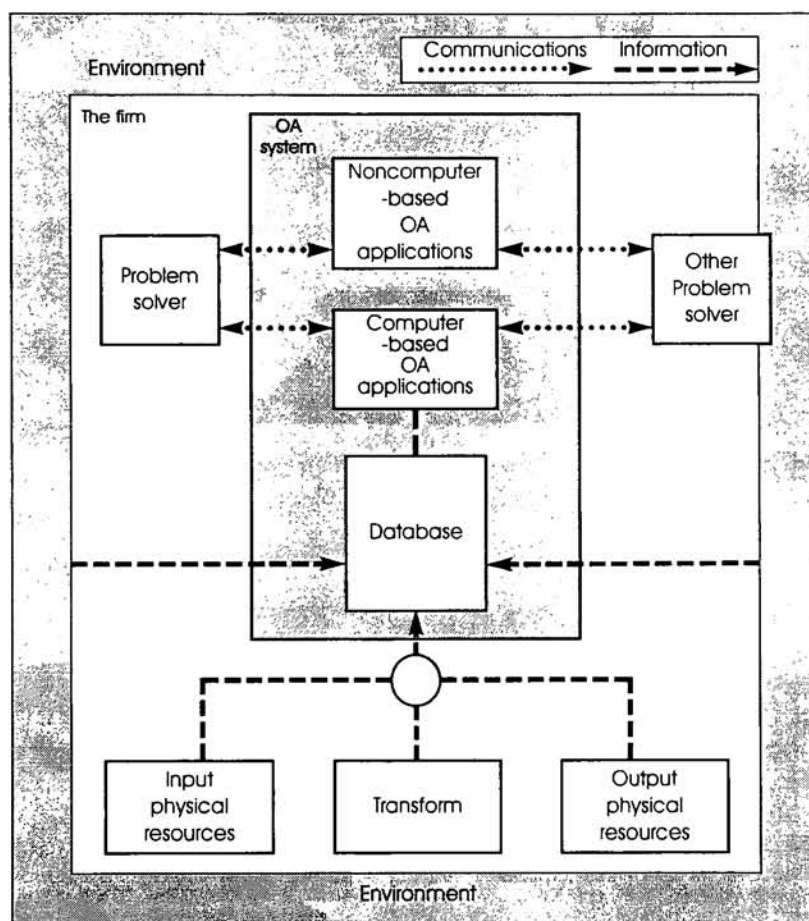 Communications
Information
Environment
The firm
OA
system
Noncomputer
-based
OA
applications
Problem
solver
Other
Problem
solver
Computer
-based
OA
applications
Database
Input
physical
resources
Transform
Output
physical
resources
Environment